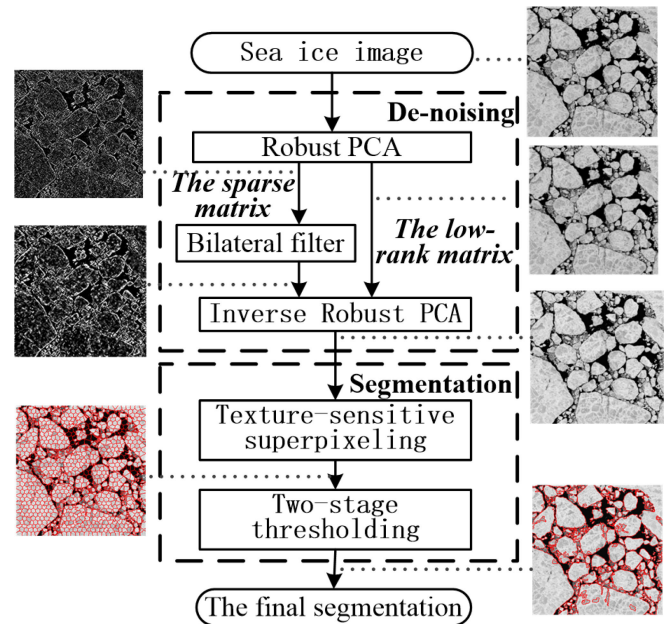 Sea ice image
De-noising
Robust PCA
The sparse
matrix
Bilateral filter
The low-
rank matrix
Inverse Robust PCA
Segmentation
Texture-sensitive
superpixeling
Two-stage
thresholding
The final segmentation